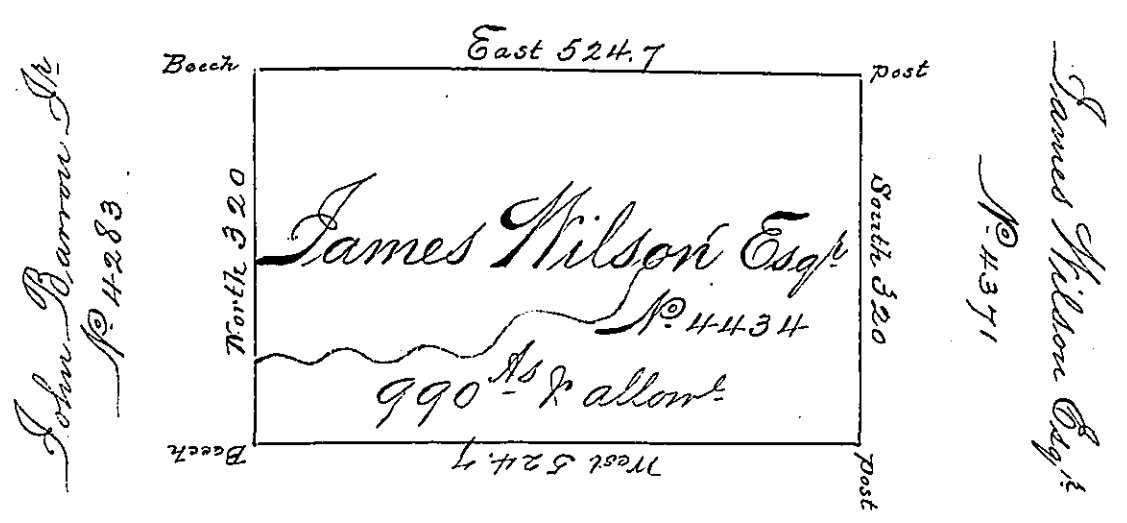 East 524.7
Beech
post
John Barron Jr
No 4283
North 320
James Wilson Esqr
No 4434
990 As & allowe
South 320
No 4371
James Wilson Esqr
Beech
West 524.7
post